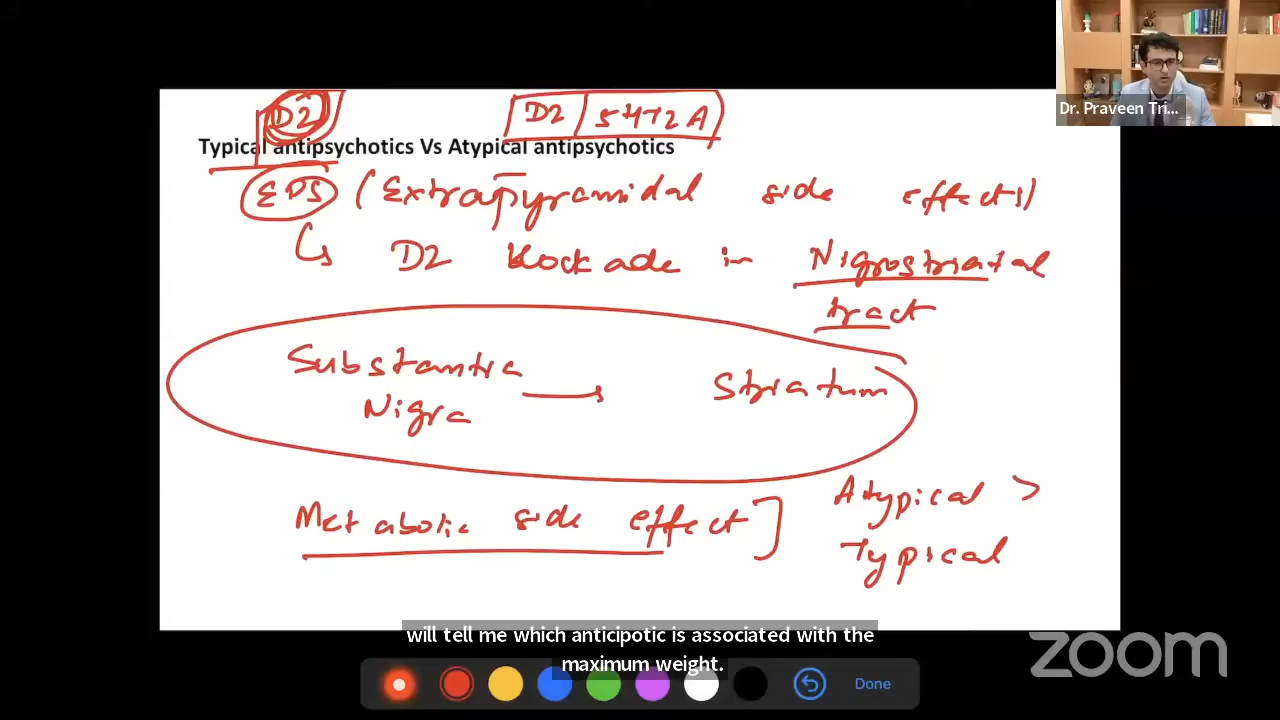 D2 D2 5HT2A
Typical antipsychotics Vs Atypical antipsychotics
EPS (Extrapyramidal side effects)
D2 blockade in Nigrostriatal
tract
Substantia
Nigra → Striatum
Metabolic side effect] Atypical >
Typical
Dr. Praveen Tri...
will tell me which anticipotic is associated with the
maximum weight.
zoom
Done